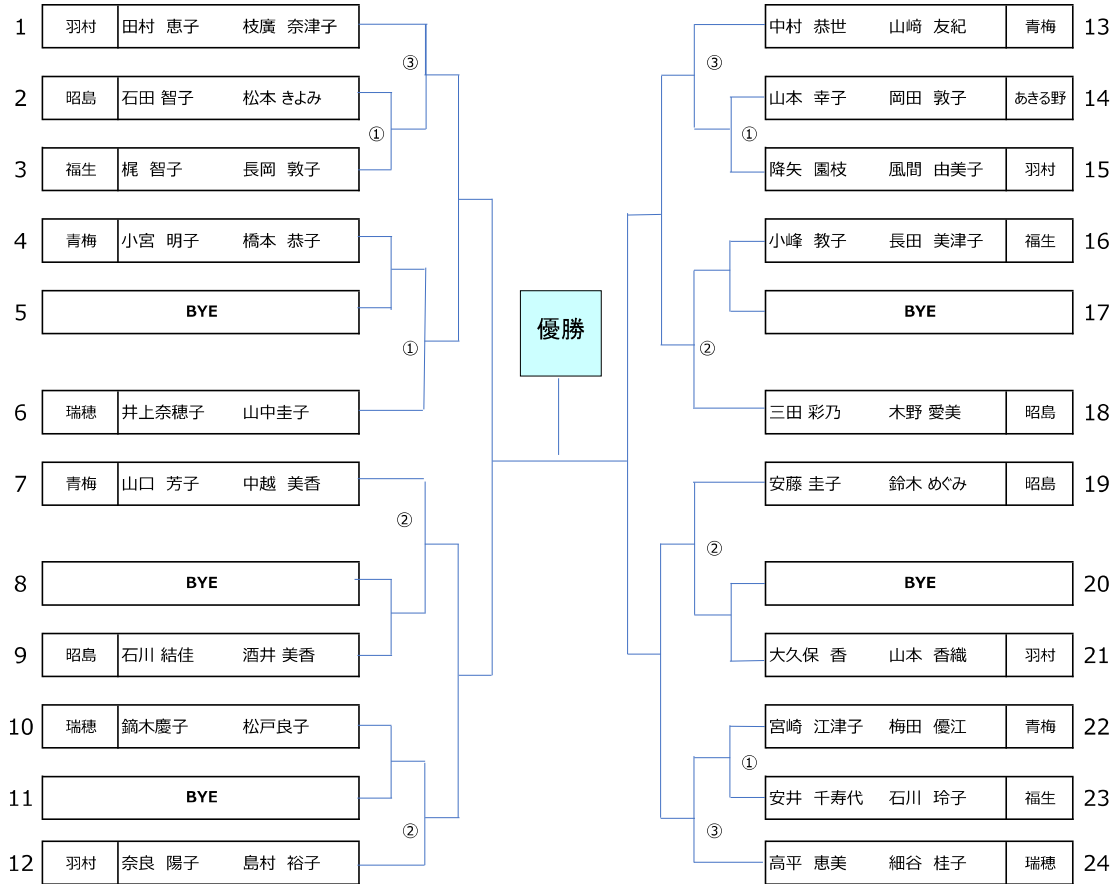 1 羽村 田村 恵子 枝廣 奈津子
③
2 昭島 石田 智子 松本 きよみ
①
3 福生 梶 智子 長岡 敦子
4 青梅 小宮 明子 橋本 恭子
5 BYE
①
6 瑞穂 井上奈穂子 山中圭子
7 青梅 山口 芳子 中越 美香
②
8 BYE
9 昭島 石川 結佳 酒井 美香
10 瑞穂 鏑木慶子 松戸良子
11 BYE
②
12 羽村 奈良 陽子 島村 裕子
優勝
中村 恭世 山﨑 友紀 青梅 13
③
山本 幸子 岡田 敦子 あきる野 14
①
降矢 園枝 風間 由美子 羽村 15
小峰 教子 長田 美津子 福生 16
BYE 17
②
三田 彩乃 木野 愛美 昭島 18
安藤 圭子 鈴木 めぐみ 昭島 19
②
BYE 20
大久保 香 山本 香織 羽村 21
宮崎 江津子 梅田 優江 青梅 22
①
安井 千寿代 石川 玲子 福生 23
③
高平 恵美 細谷 桂子 瑞穂 24